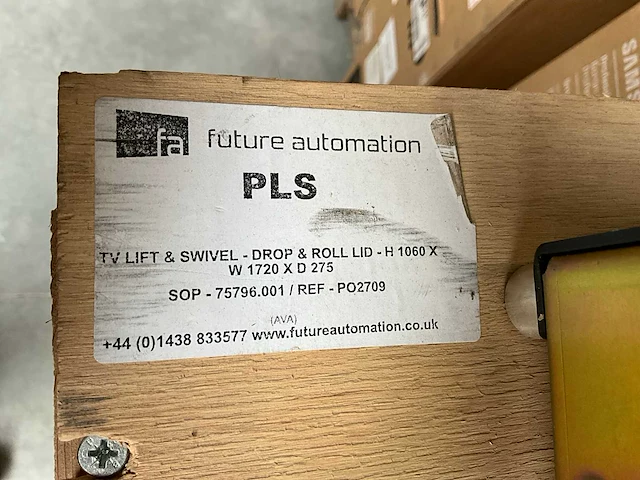 fa future automation
PLS
TV LIFT & SWIVEL - DROP & ROLL LID - H 1060 X
W 1720 X D 275
SOP - 75796.001 / REF - PO2709
(AVA)
+44 (0)1438 833577 www.futureautomation.co.uk
SAMS